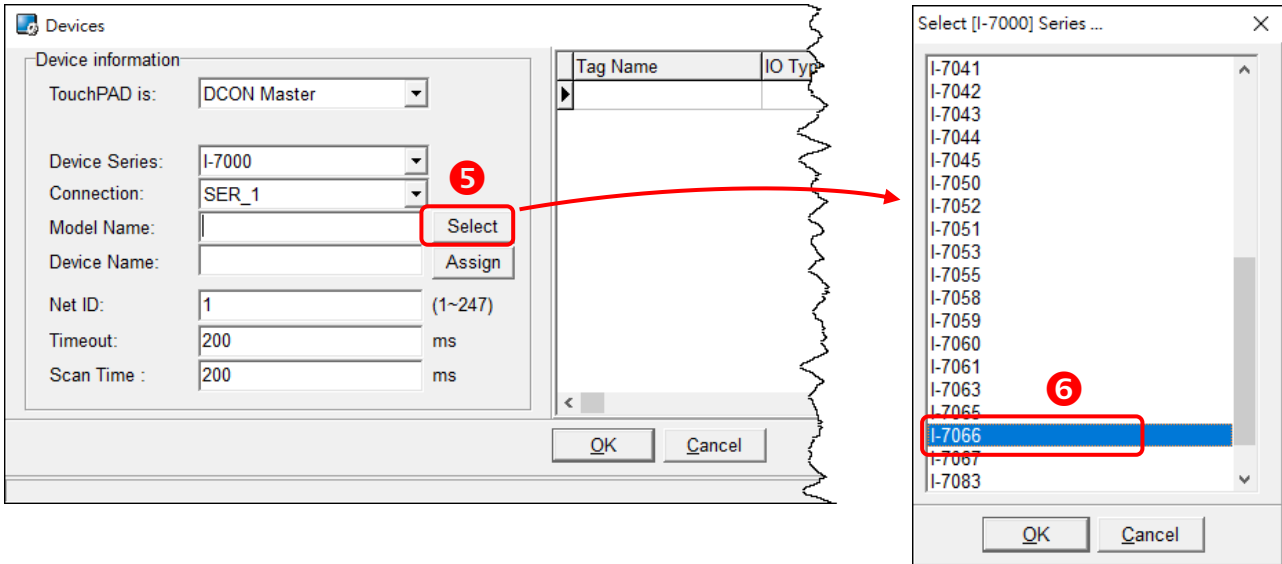 Devices
Device information
TouchPAD is: DCON Master
Device Series: I-7000
Connection: SER_1
5
Model Name: Select
Device Name: Assign
Net ID: 1 (1~247)
Timeout: 200 ms
Scan Time : 200 ms
Tag Name IO Typ
OK Cancel
Select [I-7000] Series ...
I-7041
I-7042
I-7043
I-7044
I-7045
I-7050
I-7052
I-7051
I-7053
I-7055
I-7058
I-7059
I-7060
I-7061
I-7063
6
I-7065
I-7066
I-7067
I-7083
OK Cancel